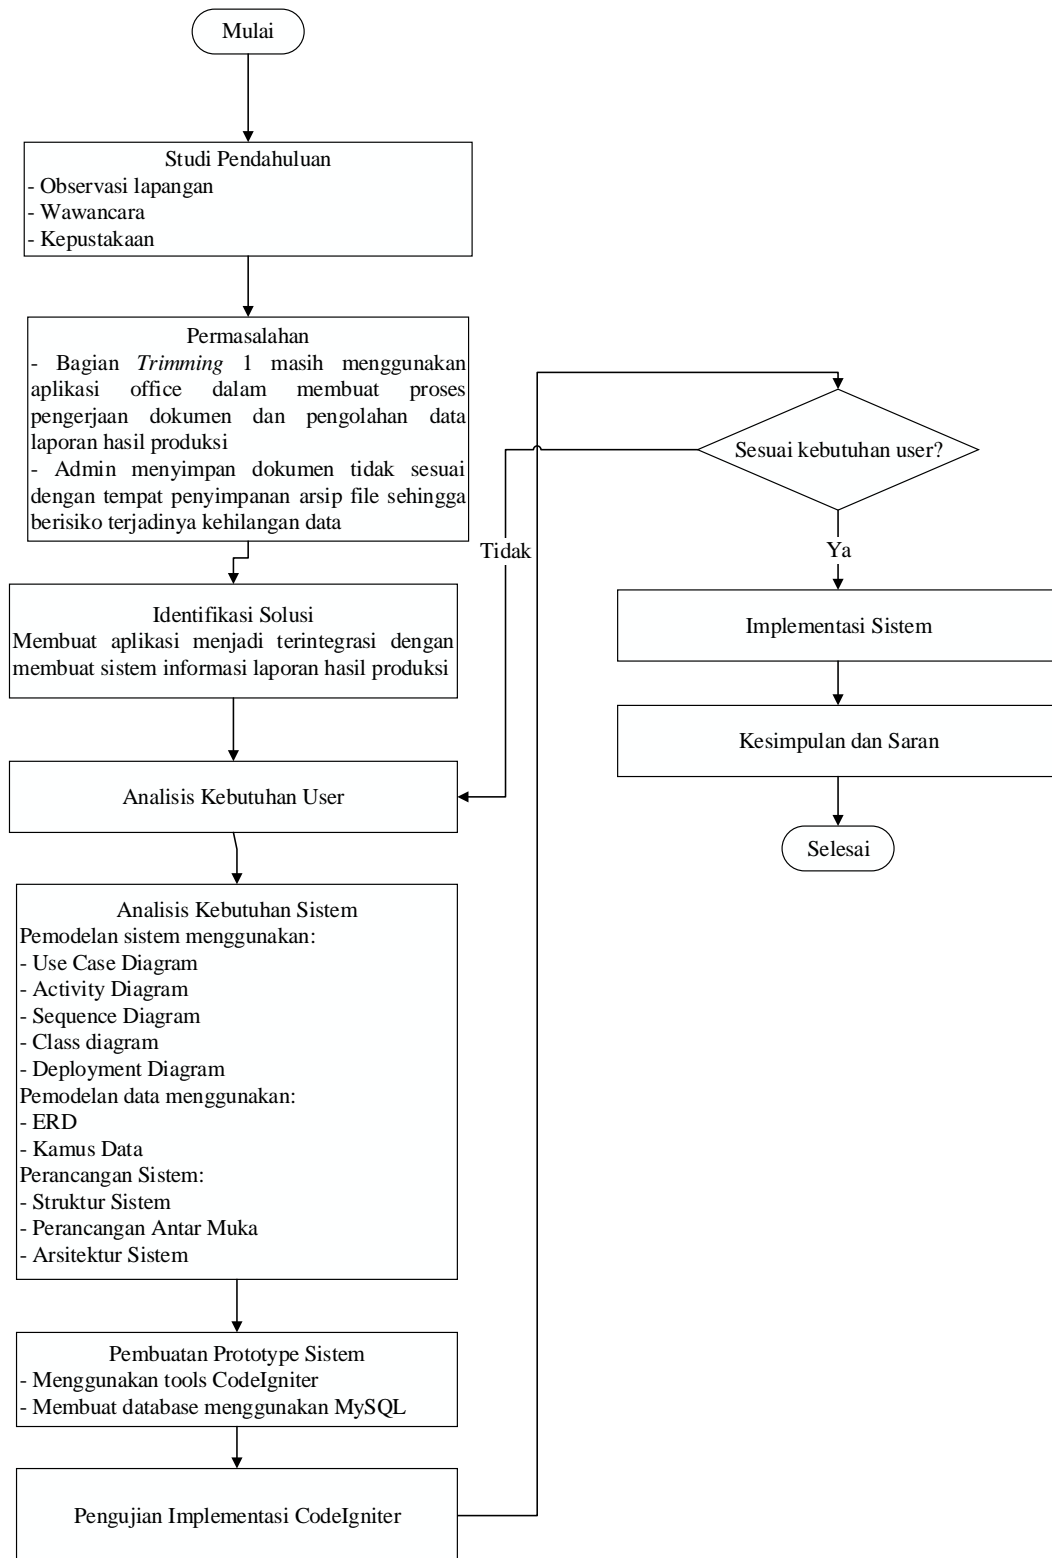 Mulai
Studi Pendahuluan
- Observasi lapangan
- Wawancara
- Kepustakaan
Permasalahan
- Bagian Trimming 1 masih menggunakan
aplikasi office dalam membuat proses
pengerjaan dokumen dan pengolahan data
laporan hasil produksi
- Admin menyimpan dokumen tidak sesuai
dengan tempat penyimpanan arsip file sehingga
berisiko terjadinya kehilangan data
Identifikasi Solusi
Membuat aplikasi menjadi terintegrasi dengan
membuat sistem informasi laporan hasil produksi
Analisis Kebutuhan User
Analisis Kebutuhan Sistem
Pemodelan sistem menggunakan:
- Use Case Diagram
- Activity Diagram
- Sequence Diagram
- Class diagram
- Deployment Diagram
Pemodelan data menggunakan:
- ERD
- Kamus Data
Perancangan Sistem:
- Struktur Sistem
- Perancangan Antar Muka
- Arsitektur Sistem
Pembuatan Prototype Sistem
- Menggunakan tools CodeIgniter
- Membuat database menggunakan MySQL
Pengujian Implementasi CodeIgniter
Sesuai kebutuhan user?
Tidak
Ya
Implementasi Sistem
Kesimpulan dan Saran
Selesai